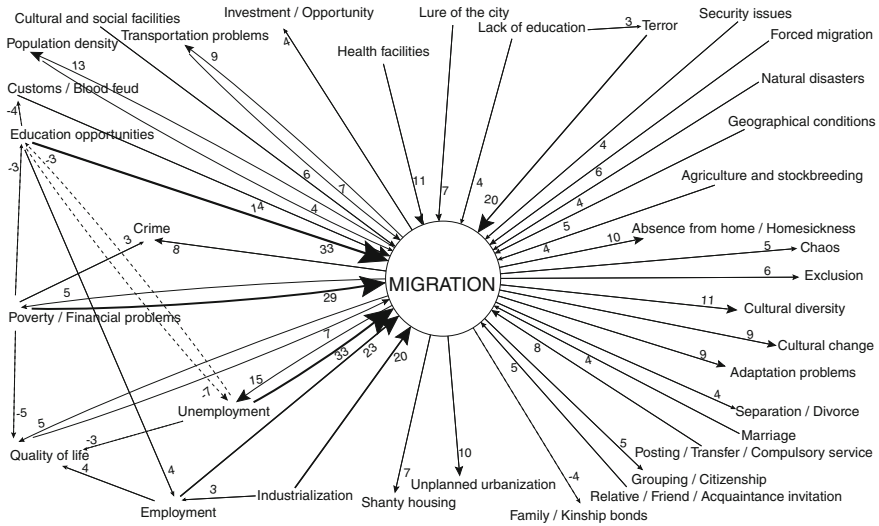 Cultural and social facilities
Investment / Opportunity
Lure of the city
Security issues
Population density
Transportation problems
Health facilities
Lack of education
3
Terror
Forced migration
4
9
13
Customs / Blood feud
Natural disasters
-4
Education opportunities
Geographical conditions
-3
-3
4
6
Agriculture and stockbreeding
6
7
11
7
4
20
4
5
14
4
Crime
3
8
33
4
10
Absence from home / Homesickness
5
Chaos
MIGRATION
6
Exclusion
5
29
11
Cultural diversity
Poverty / Financial problems
7
33
23
20
8
4
5
9
Cultural change
9
Adaptation problems
-7
15
4
Separation / Divorce
-5
5
Unemployment
Marriage
-3
Posting / Transfer / Compulsory service
Quality of life
4
4
7
10
-4
5
Grouping / Citizenship
Unplanned urbanization
3
Industrialization
Relative / Friend / Acquaintance invitation
Shanty housing
Employment
Family / Kinship bonds